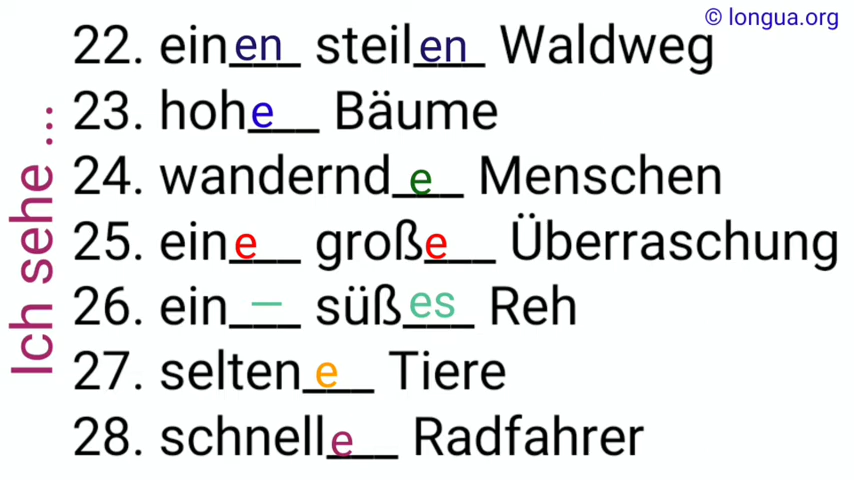 © longua.org
Ich sehe ...
22. einen steilen Waldweg
23. hohe Bäume
24. wandernde Menschen
25. eine große Überraschung
26. ein— süßes Reh
27. seltene Tiere
28. schnelle Radfahrer